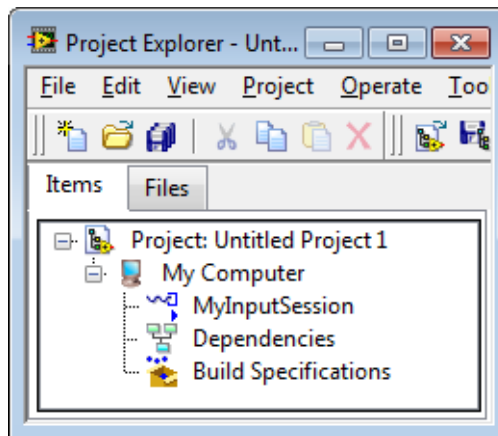 Project Explorer - Unt...
File Edit View Project Operate Too
Items Files
Project: Untitled Project 1
My Computer
MyInputSession
Dependencies
Build Specifications